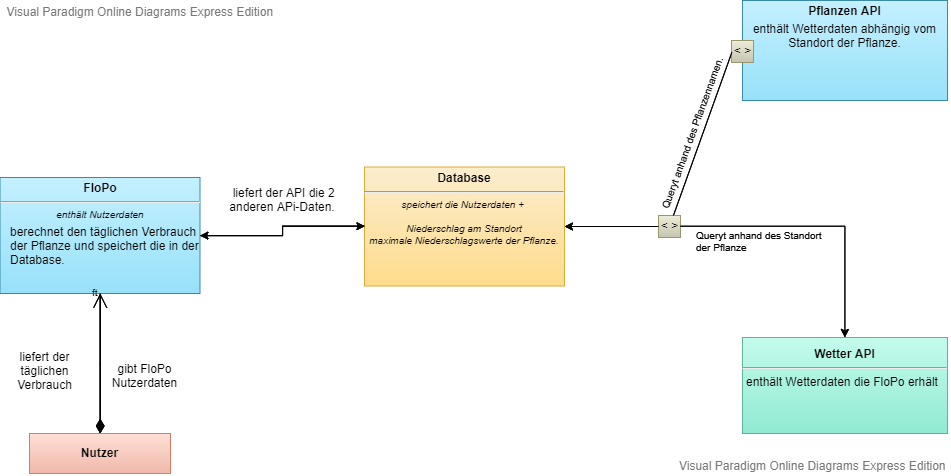 Visual Paradigm Online Diagrams Express Edition
Pflanzen API
enthält Wetterdaten abhängig vom
Standort der Pflanze.
< >
Queryt anhand des Pflanzennamen.
FloPo
enthält Nutzerdaten
berechnet den täglichen Verbrauch
der Pflanze und speichert die in der
Database.
ft
liefert der API die 2
anderen APi-Daten.
Database
speichert die Nutzerdaten +
Niederschlag am Standort
maximale Niederschlagswerte der Pflanze.
< >
Queryt anhand des Standort
der Pflanze
Wetter API
enthält Wetterdaten die FloPo erhält
liefert der
täglichen
Verbrauch
gibt FloPo
Nutzerdaten
Nutzer
Visual Paradigm Online Diagrams Express Edition